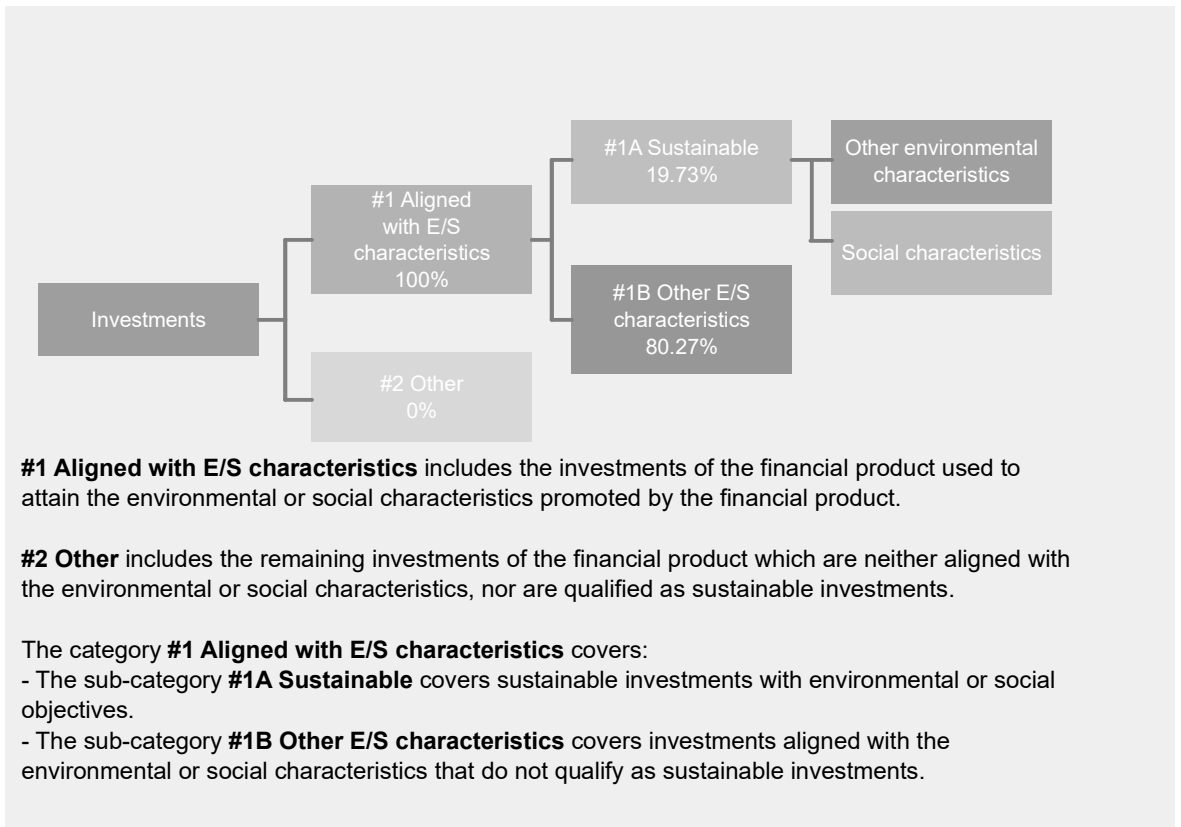 #1A Sustainable
19.73%
Other environmental
characteristics
#1 Aligned
with E/S
characteristics
100%
Social characteristics
#1B Other E/S
characteristics
80.27%
Investments
#2 Other
0%
#1 Aligned with E/S characteristics includes the investments of the financial product used to
attain the environmental or social characteristics promoted by the financial product.
#2 Other includes the remaining investments of the financial product which are neither aligned with
the environmental or social characteristics, nor are qualified as sustainable investments.
The category #1 Aligned with E/S characteristics covers:
- The sub-category #1A Sustainable covers sustainable investments with environmental or social
objectives.
- The sub-category #1B Other E/S characteristics covers investments aligned with the
environmental or social characteristics that do not qualify as sustainable investments.